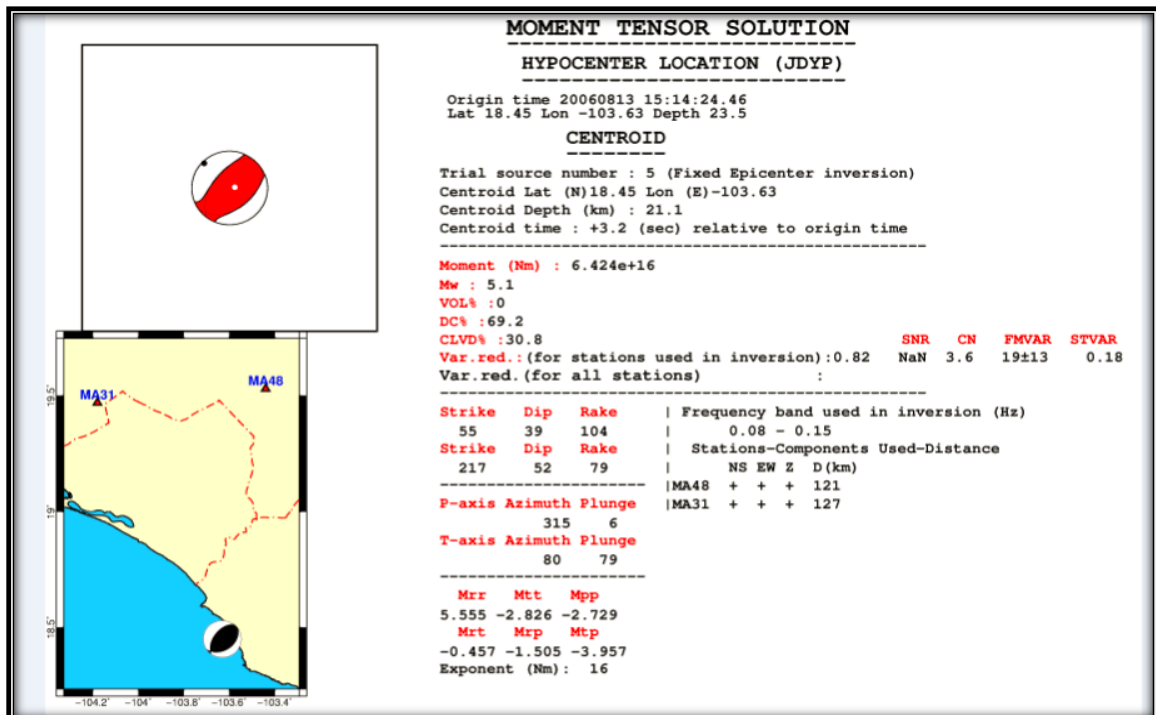 MOMENT TENSOR SOLUTION
HYPOCENTER LOCATION (JDYP)
Origin time 20060813 15:14:24.46
Lat 18.45 Lon -103.63 Depth 23.5
CENTROID
Trial source number : 5 (Fixed Epicenter inversion)
Centroid Lat (N)18.45 Lon (E)-103.63
Centroid Depth (km) : 21.1
Centroid time : +3.2 (sec) relative to origin time
Moment (Nm) : 6.424e+16
Mw : 5.1
VOL% :0
DC% :69.2
CLVD% :30.8 SNR CN FMVAR STVAR
Var.red.:(for stations used in inversion):0.82 NaN 3.6 19±13 0.18
Var.red.(for all stations) :
Strike Dip Rake | Frequency band used in inversion (Hz)
55 39 104 | 0.08 - 0.15
Strike Dip Rake | Stations-Components Used-Distance
217 52 79 | NS EW Z D(km)
|MA48 + + + 121
P-axis Azimuth Plunge |MA31 + + + 127
315 6
T-axis Azimuth Plunge
80 79
Mrr Mtt Mpp
5.555 -2.826 -2.729
Mrt Mrp Mtp
-0.457 -1.505 -3.957
Exponent (Nm): 16
MA31
MA48
19.5˚
19˚
18.5˚
-104.2˚ -104˚ -103.8˚ -103.6˚ -103.4˚